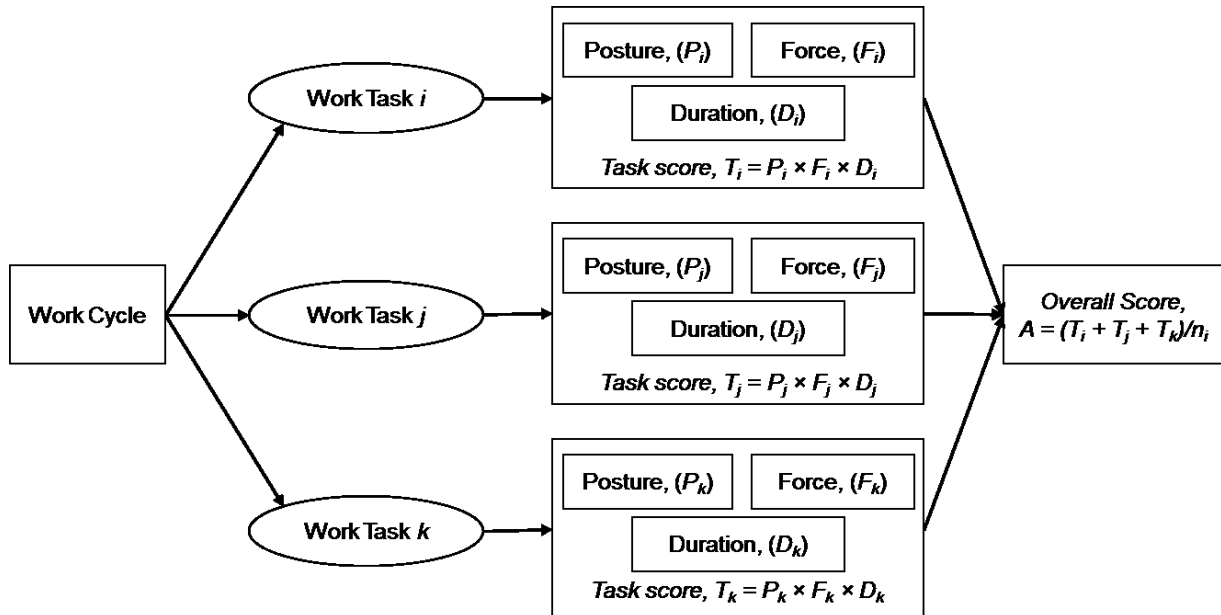 Work Cycle
Work Task i
Posture, (Pᵢ)
Force, (Fᵢ)
Duration, (Dᵢ)
Task score, Tᵢ = Pᵢ × Fᵢ × Dᵢ
Work Task j
Posture, (Pⱼ)
Force, (Fⱼ)
Duration, (Dⱼ)
Task score, Tⱼ = Pⱼ × Fⱼ × Dⱼ
Work Task k
Posture, (Pₖ)
Force, (Fₖ)
Duration, (Dₖ)
Task score, Tₖ = Pₖ × Fₖ × Dₖ
Overall Score,
A = (Tᵢ + Tⱼ + Tₖ)/nᵢ